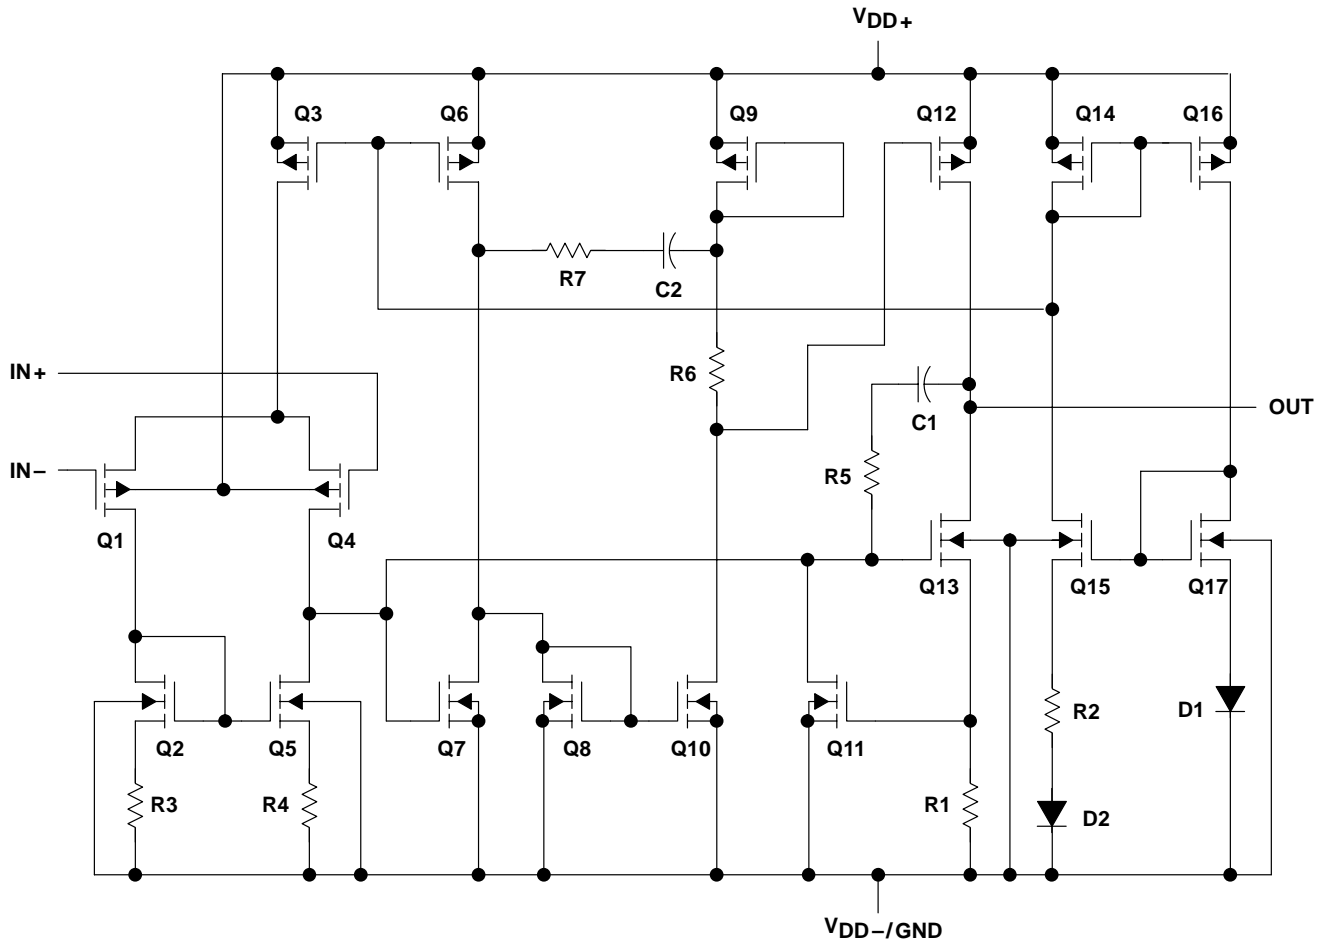 VDD+
Q3
Q6
Q9
Q12
Q14
Q16
R7
C2
IN+
R6
C1
OUT
IN−
R5
Q1
Q4
Q13
Q15
Q17
R2
D1
Q2
Q5
Q7
Q8
Q10
Q11
R3
R4
R1
D2
VDD−/GND